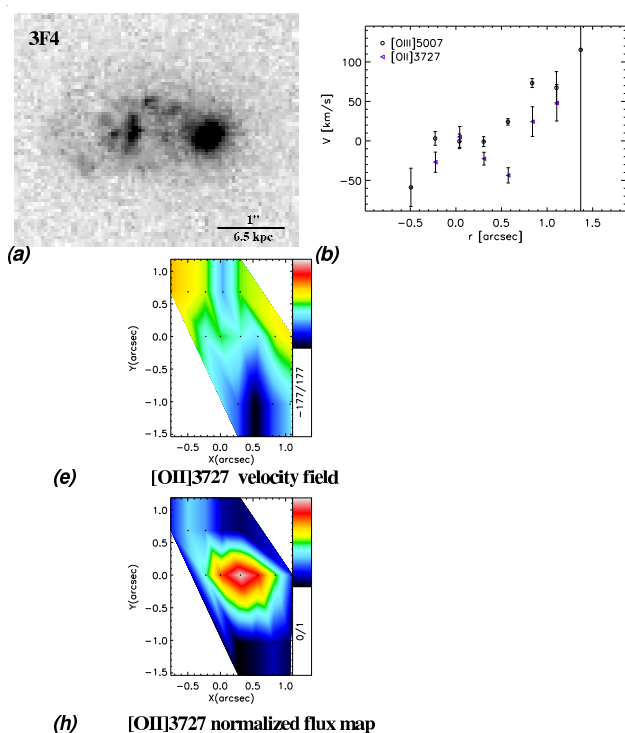 3F4
1"
6.5 kpc
(a)
[OIII]5007
[OII]3727
V [km/s]
100
50
0
−50
−0.5 0.0 0.5 1.0 1.5
r [arcsec]
(b)
Y(arcsec)
1.0
0.5
0.0
−0.5
−1.0
−1.5
−0.5 0.0 0.5 1.0
X(arcsec)
−177/177
(e) [OII]3727 velocity field
Y(arcsec)
1.0
0.5
0.0
−0.5
−1.0
−1.5
−0.5 0.0 0.5 1.0
X(arcsec)
0/1
(h) [OII]3727 normalized flux map